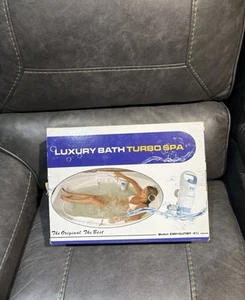 LUXURY BATH TURBO SPA
The Original The Best